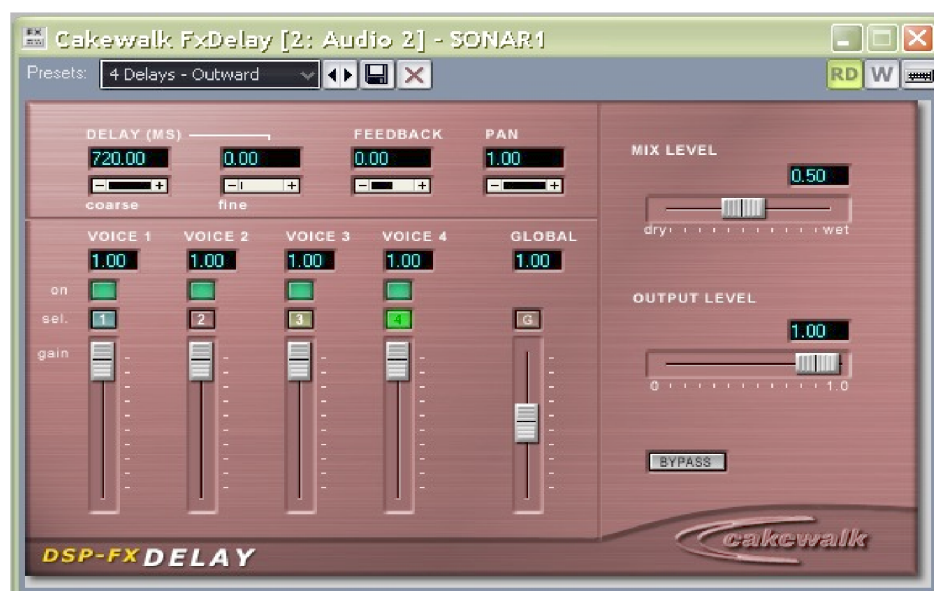 Cakewalk FxDelay [2: Audio 2] - SONAR1
Presets: 4 Delays - Outward RD W
DELAY (MS) FEEDBACK PAN
720.00 0.00 0.00 1.00
coarse fine
VOICE 1 VOICE 2 VOICE 3 VOICE 4 GLOBAL
1.00 1.00 1.00 1.00 1.00
on
sel. 1 2 3 4 G
gain
MIX LEVEL
0.50
dry wet
OUTPUT LEVEL
1.00
0 1.0
BYPASS
DSP-FX DELAY
cakewalk